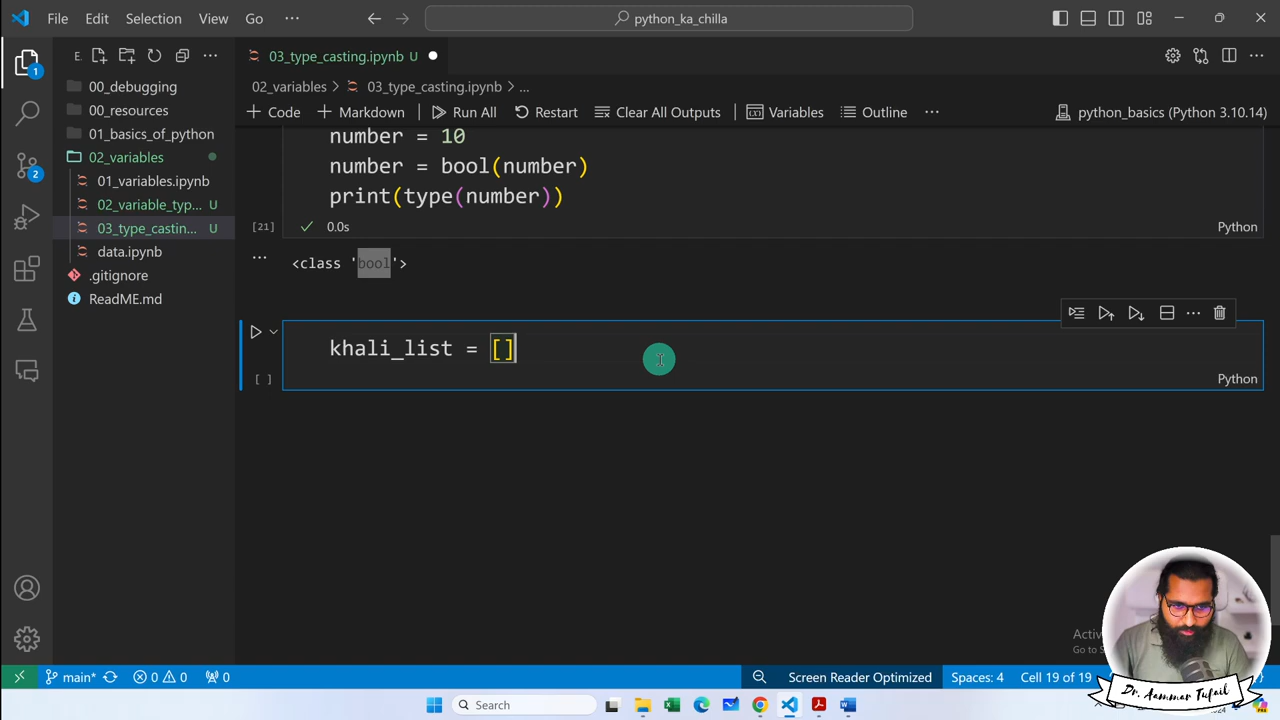 File Edit Selection View Go ··· python_ka_chilla
E. ··· 03_type_casting.ipynb U
1
00_debugging
00_resources
01_basics_of_python
02_variables
01_variables.ipynb
02_variable_typ... U
03_type_castin... U
data.ipynb
.gitignore
ReadME.md
2
02_variables > 03_type_casting.ipynb > ...
+ Code + Markdown Run All Restart Clear All Outputs Variables Outline ··· python_basics (Python 3.10.14)
number = 10
number = bool(number)
print(type(number))
[21] 0.0s Python
··· <class 'bool'>
khali_list = []
[ ] Python
Dr. Aammar Tufail
main* 0 0 0 Screen Reader Optimized Spaces: 4 Cell 19 of 19
Search